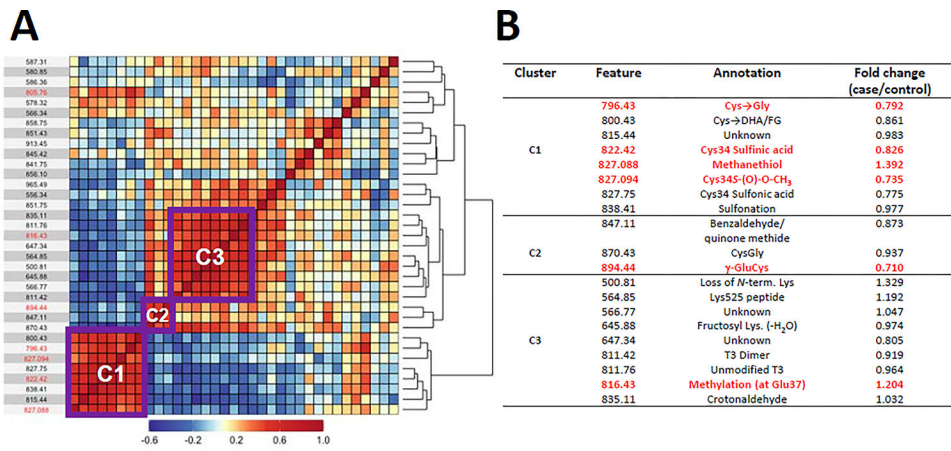 A
B
587.31
580.85
586.36
805.76
578.32
566.34
858.75
851.43
913.45
845.42
841.75
856.10
965.49
556.34
851.75
835.11
811.76
816.43
647.34
564.85
500.81
645.88
566.77
811.42
894.44
847.11
870.43
800.43
796.43
827.094
827.75
822.42
838.41
815.44
827.088
C3
C2
C1
-0.6 -0.2 0.2 0.6 1.0
Cluster Feature Annotation Fold change
(case/control)
796.43 Cys→Gly 0.792
800.43 Cys→DHA/FG 0.861
815.44 Unknown 0.983
C1 822.42 Cys34 Sulfinic acid 0.826
827.088 Methanethiol 1.392
827.094 Cys34S-(O)-O-CH₃ 0.735
827.75 Cys34 Sulfonic acid 0.775
838.41 Sulfonation 0.977
847.11 Benzaldehyde/ 0.873
quinone methide
C2 870.43 CysGly 0.937
894.44 γ-GluCys 0.710
500.81 Loss of N-term. Lys 1.329
564.85 Lys525 peptide 1.192
566.77 Unknown 1.047
645.88 Fructosyl Lys. (-H₂O) 0.974
C3 647.34 Unknown 0.805
811.42 T3 Dimer 0.919
811.76 Unmodified T3 0.964
816.43 Methylation (at Glu37) 1.204
835.11 Crotonaldehyde 1.032